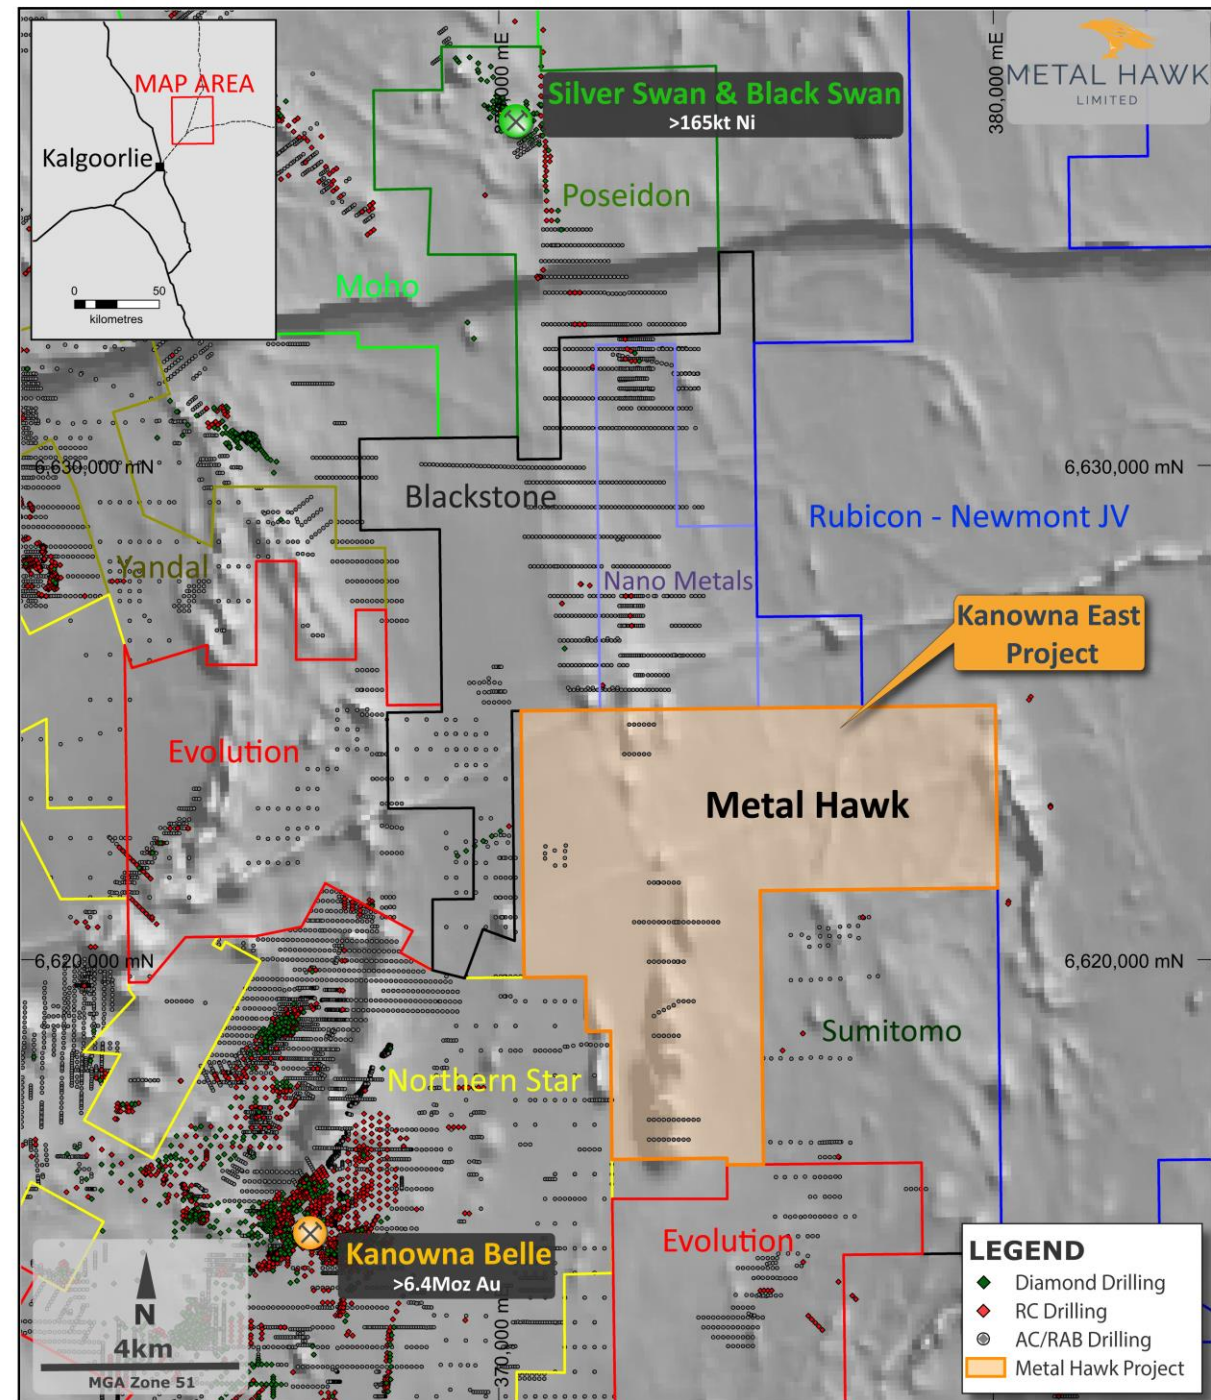 MAP AREA
Kalgoorlie
0 50
kilometres
mE
380,000 mE
METAL HAWK
LIMITED
Silver Swan & Black Swan
>165kt Ni
Poseidon
Moho
6,630,000 mN
6,630,000 mN
Blackstone
Rubicon - Newmont JV
Yandal
Nano Metals
Kanowna East
Project
Evolution
Metal Hawk
6,620,000 mN
6,620,000 mN
Sumitomo
Northern Star
Evolution
Kanowna Belle
>6.4Moz Au
370,000 m
N
4km
MGA Zone 51
LEGEND
Diamond Drilling
RC Drilling
AC/RAB Drilling
Metal Hawk Project